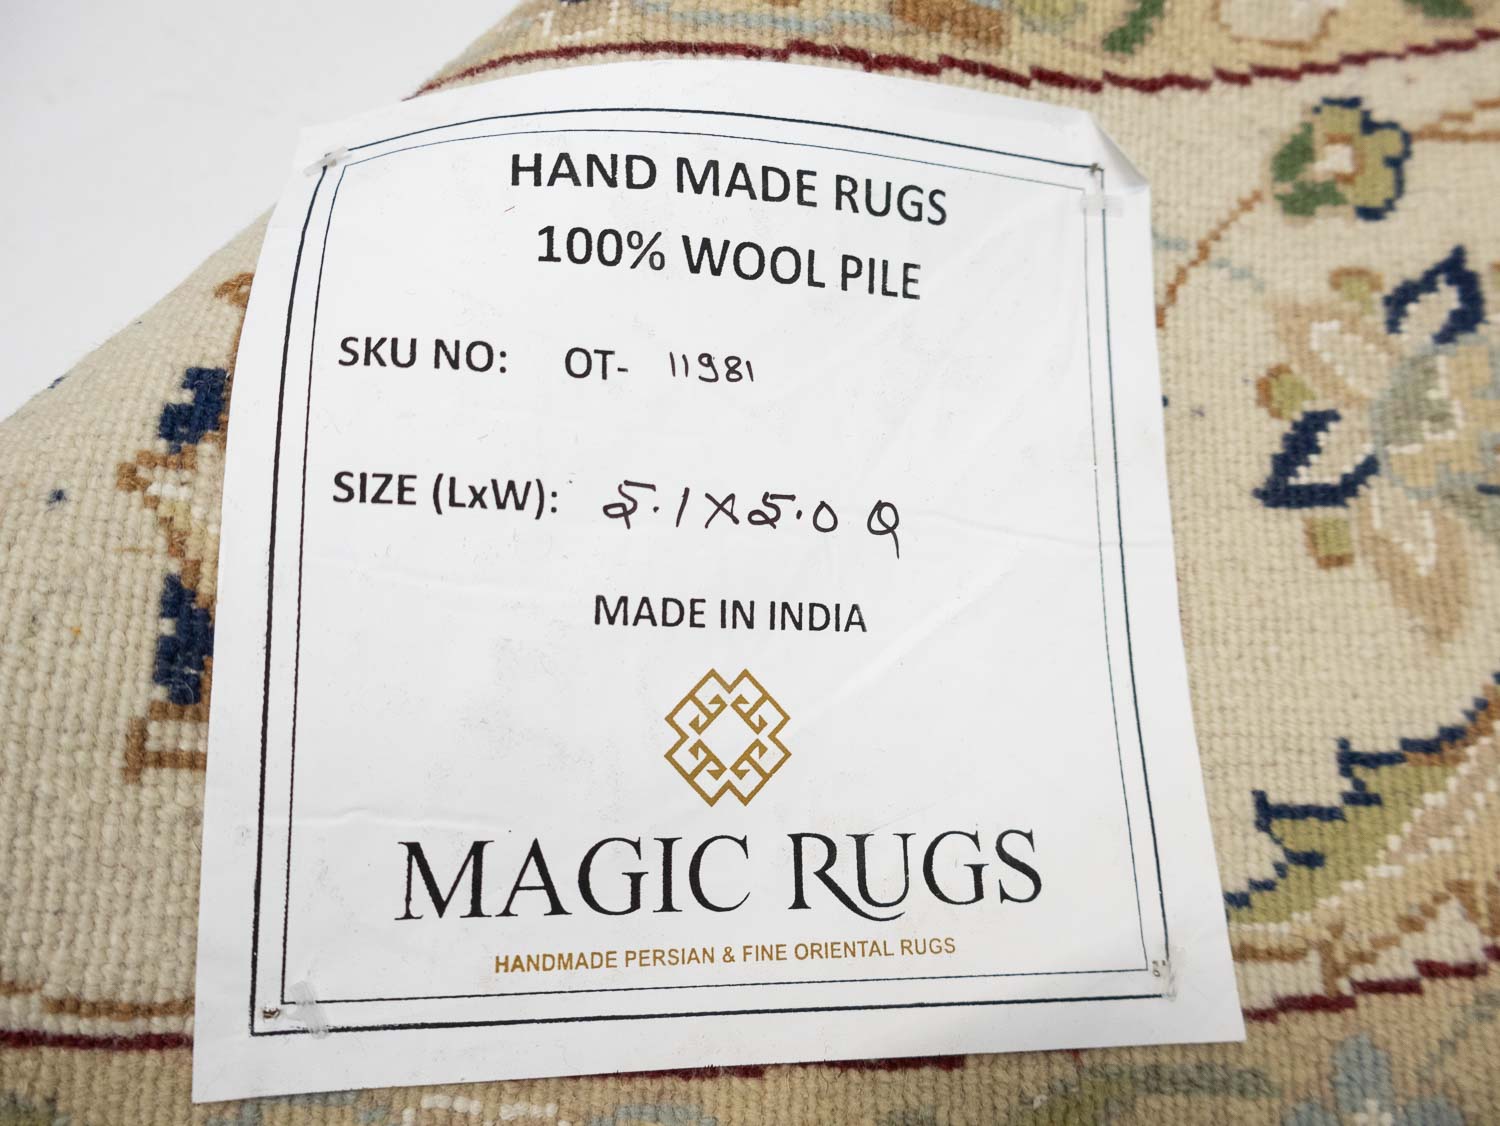 HAND MADE RUGS
100% WOOL PILE
SKU NO: OT- 11981
SIZE (LxW): 5.1X5.0 Q
MADE IN INDIA
MAGIC RUGS
HANDMADE PERSIAN & FINE ORIENTAL RUGS